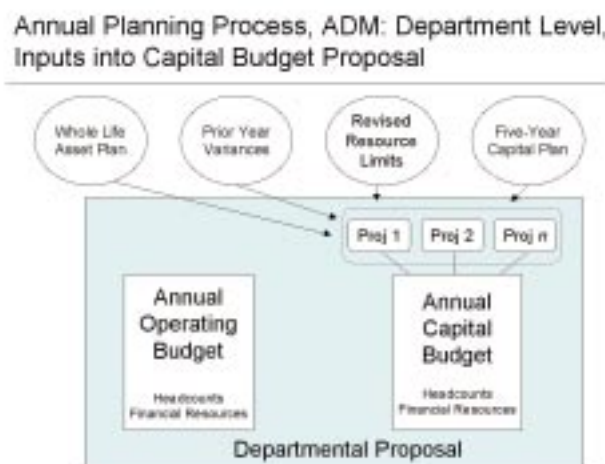 Annual Planning Process, ADM: Department Level,
Inputs into Capital Budget Proposal
Whole Life
Asset Plan
Prior Year
Variances
Revised
Resource
Limits
Five-Year
Capital Plan
Proj 1
Proj 2
Proj n
Annual
Operating
Budget
Headcounts
Financial Resources
Annual
Capital
Budget
Headcounts
Financial Resources
Departmental Proposal